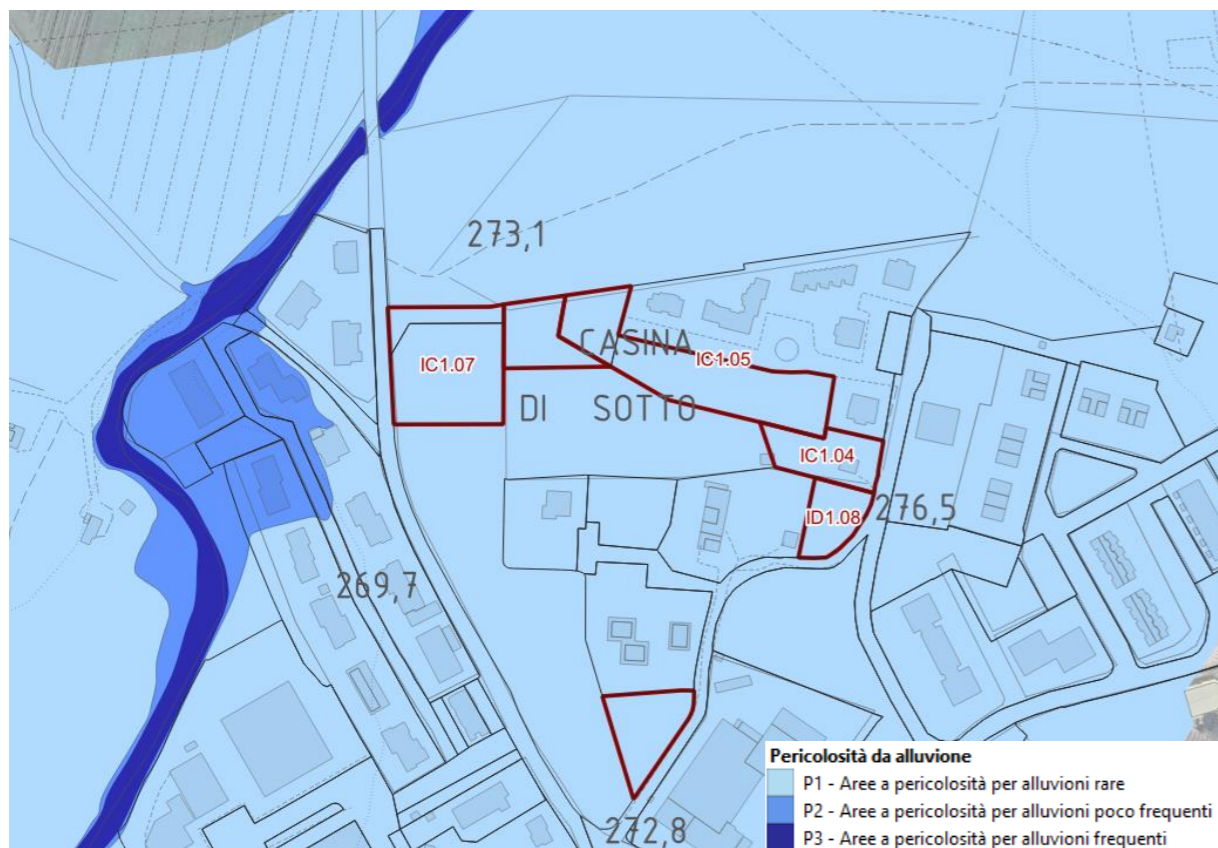 273,1
CASINA
IC1.05
IC1.07
DI SOTTO
IC1.04
ID1.08
276,5
269,7
272,8
Pericolosità da alluvione
P1 - Aree a pericolosità per alluvioni rare
P2 - Aree a pericolosità per alluvioni poco frequenti
P3 - Aree a pericolosità per alluvioni frequenti